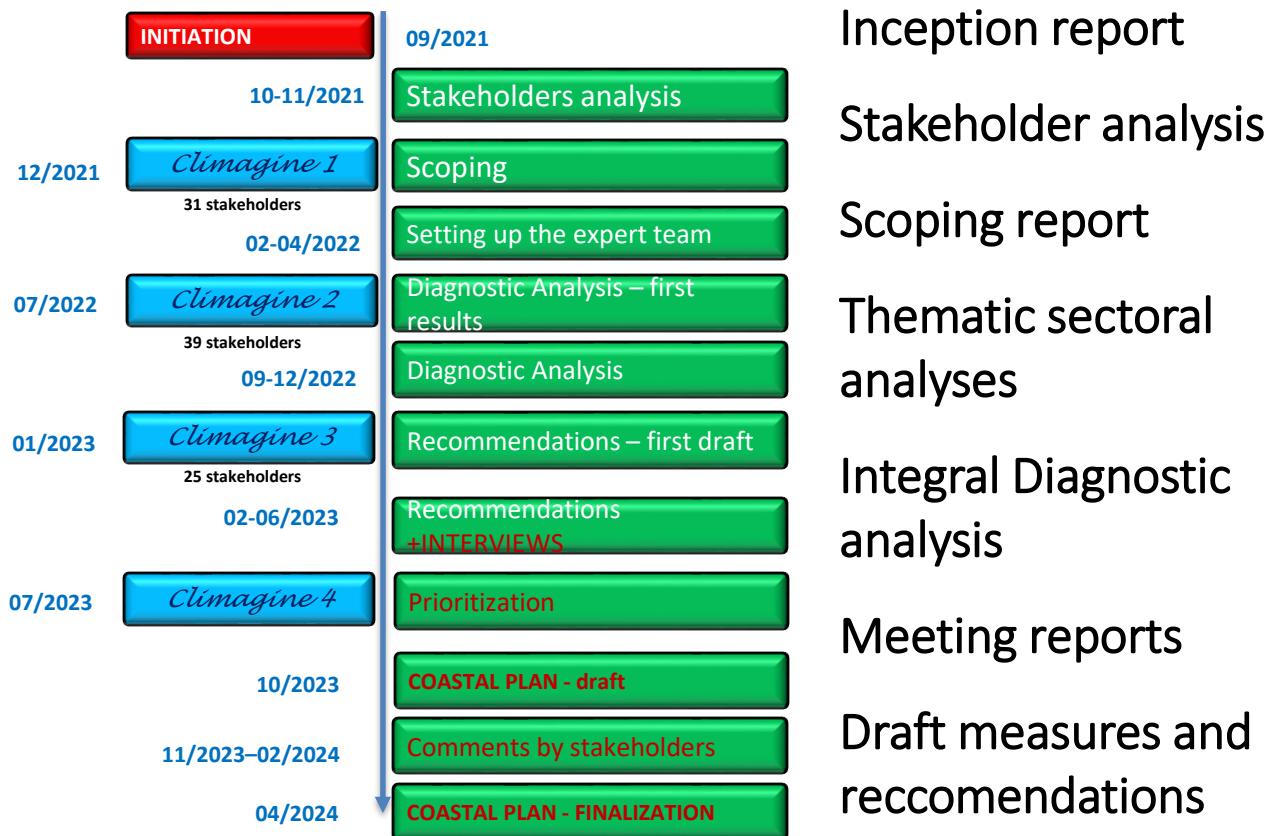 INITIATION
09/2021
10-11/2021
Stakeholders analysis
12/2021
Climagine 1
31 stakeholders
Scoping
02-04/2022
Setting up the expert team
07/2022
Climagine 2
39 stakeholders
Diagnostic Analysis – first
results
09-12/2022
Diagnostic Analysis
01/2023
Climagine 3
25 stakeholders
Recommendations – first draft
02-06/2023
Recommendations
+INTERVIEWS
07/2023
Climagine 4
Prioritization
10/2023
COASTAL PLAN - draft
11/2023–02/2024
Comments by stakeholders
04/2024
COASTAL PLAN - FINALIZATION
Inception report
Stakeholder analysis
Scoping report
Thematic sectoral
analyses
Integral Diagnostic
analysis
Meeting reports
Draft measures and
reccomendations